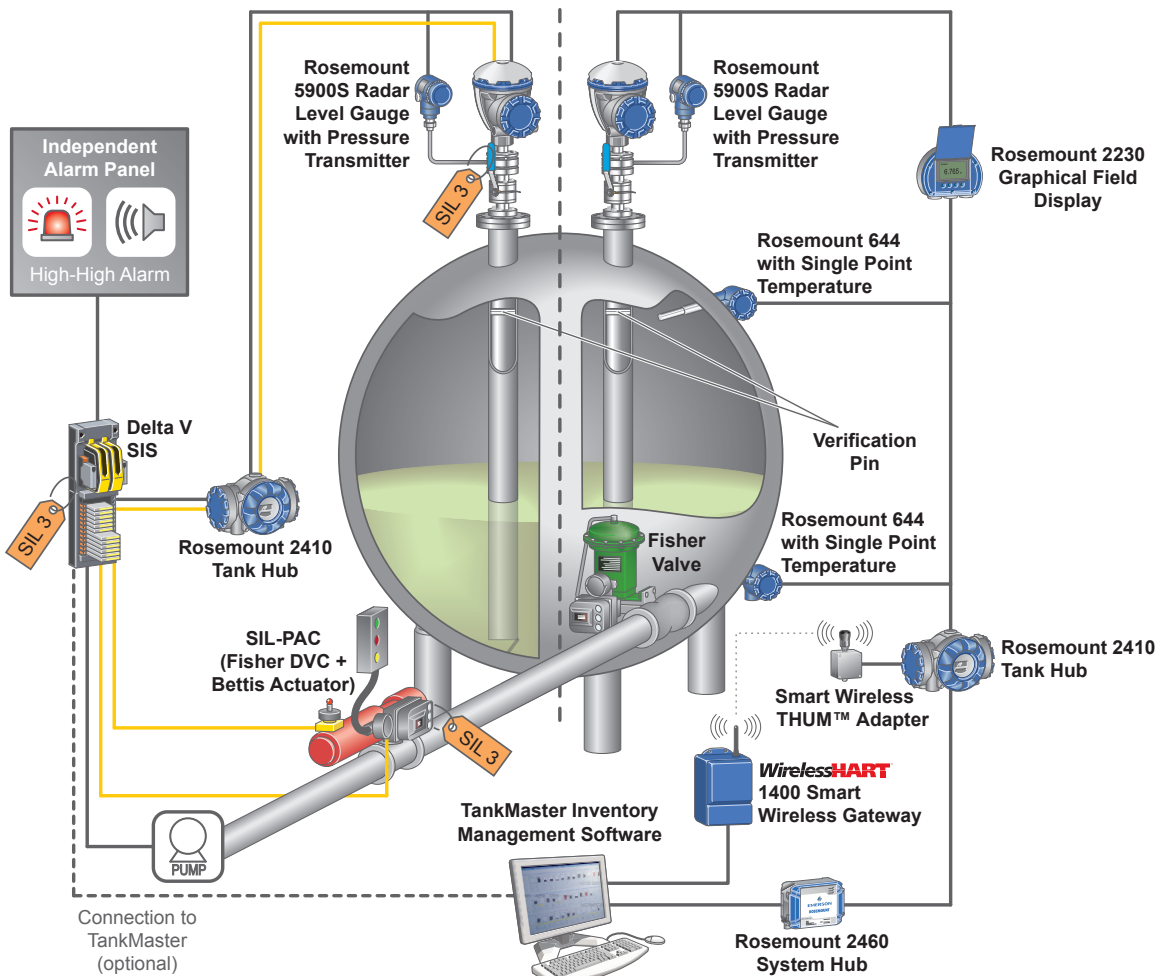 Rosemount
5900S Radar
Level Gauge
with Pressure
Transmitter
SIL 3
Rosemount
5900S Radar
Level Gauge
with Pressure
Transmitter
Independent
Alarm Panel
High-High Alarm
6.765
Rosemount 2230
Graphical Field
Display
Rosemount 644
with Single Point
Temperature
Verification
Pin
Delta V
SIS
SIL 3
Rosemount 2410
Tank Hub
Fisher
Valve
Rosemount 644
with Single Point
Temperature
SIL-PAC
(Fisher DVC +
Bettis Actuator)
SIL 3
Smart Wireless
THUM™ Adapter
Rosemount 2410
Tank Hub
WirelessHART
1400 Smart
Wireless Gateway
TankMaster Inventory
Management Software
PUMP
Connection to
TankMaster
(optional)
EMERSON
ROSEMOUNT
Rosemount 2460
System Hub